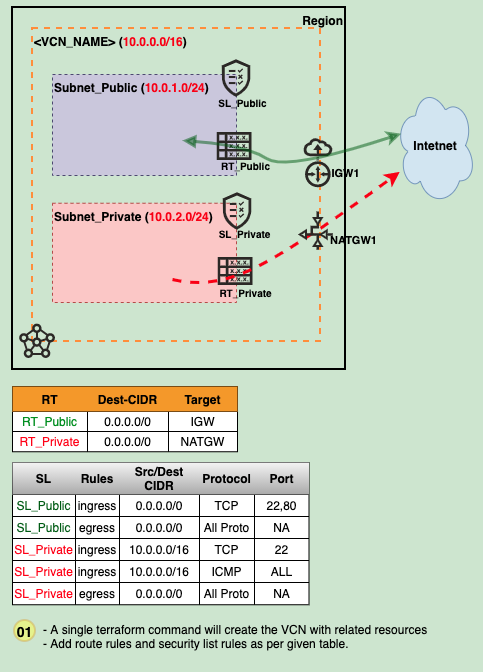 Region
<VCN_NAME> (10.0.0.0/16)
Subnet_Public (10.0.1.0/24)
SL_Public
RT_Public
IGW1
Internet
Subnet_Private (10.0.2.0/24)
SL_Private
NATGW1
RT_Private
RT Dest-CIDR Target
RT_Public 0.0.0.0/0 IGW
RT_Private 0.0.0.0/0 NATGW
SL Rules Src/Dest CIDR Protocol Port
SL_Public ingress 0.0.0.0/0 TCP 22,80
SL_Public egress 0.0.0.0/0 All Proto NA
SL_Private ingress 10.0.0.0/16 TCP 22
SL_Private ingress 10.0.0.0/16 ICMP ALL
SL_Private egress 0.0.0.0/0 All Proto NA
01 - A single terraform command will create the VCN with related resources
- Add route rules and security list rules as per given table.